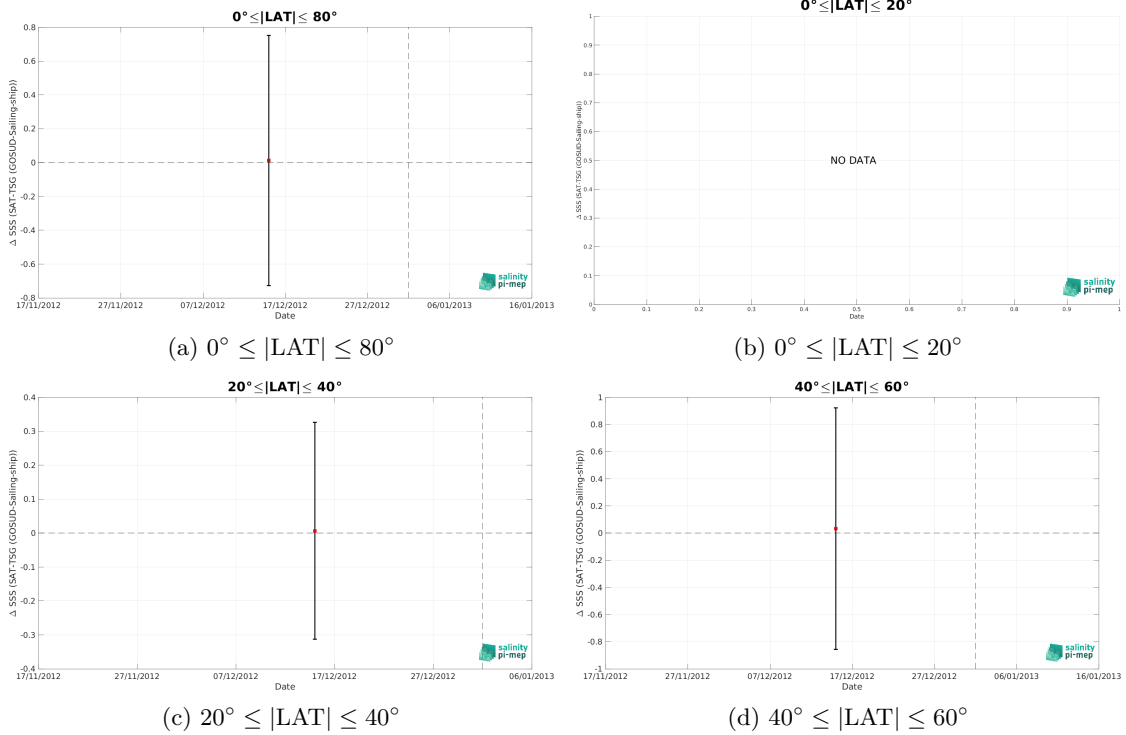 0°≤|LAT|≤ 80°
Δ SSS (SAT-TSG (GOSUD-Sailing-ship))
0.8
0.6
0.4
0.2
0
-0.2
-0.4
-0.6
-0.8
17/11/2012 27/11/2012 07/12/2012 17/12/2012 27/12/2012 06/01/2013 16/01/2013
Date
salinity
pi-mep
(a) 0° ≤ |LAT| ≤ 80°
0°≤|LAT|≤ 20°
Δ SSS (SAT-TSG (GOSUD-Sailing-ship))
1
0.9
0.8
0.7
0.6
0.5
0.4
0.3
0.2
0.1
0
NO DATA
0 0.1 0.2 0.3 0.4 0.5 0.6 0.7 0.8 0.9 1
Date
salinity
pi-mep
(b) 0° ≤ |LAT| ≤ 20°
20°≤|LAT|≤ 40°
Δ SSS (SAT-TSG (GOSUD-Sailing-ship))
0.4
0.3
0.2
0.1
0
-0.1
-0.2
-0.3
-0.4
17/11/2012 27/11/2012 07/12/2012 17/12/2012 27/12/2012 06/01/2013
Date
salinity
pi-mep
(c) 20° ≤ |LAT| ≤ 40°
40°≤|LAT|≤ 60°
Δ SSS (SAT-TSG (GOSUD-Sailing-ship))
1
0.8
0.6
0.4
0.2
0
-0.2
-0.4
-0.6
-0.8
-1
17/11/2012 27/11/2012 07/12/2012 17/12/2012 27/12/2012 06/01/2013 16/01/2013
Date
salinity
pi-mep
(d) 40° ≤ |LAT| ≤ 60°